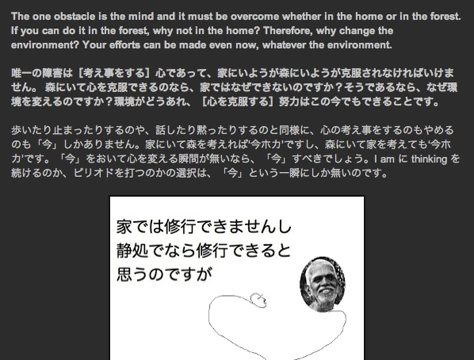 The one obstacle is the mind and it must be overcome whether in the home or in the forest.
If you can do it in the forest, why not in the home? Therefore, why change the
environment? Your efforts can be made even now, whatever the environment.
唯一の障害は［考え事をする］心であって、家にいようが森にいようが克服されなければいけま
せん。 森にいて心を克服できるのなら、家ではなぜできないのですか？そうであるなら、なぜ環
境を変えるのですか？環境がどうあれ、［心を克服する］努力はこの今でもできることです。
歩いたり止まったりするのや、話したり黙ったりするのと同様に、心の考え事をするのもやめる
のも「今」しかありません。家にいて森を考えれば‘今ホカ’ですし、森にいて家を考えても‘今ホ
カ’です。「今」をおいて心を変える瞬間が無いなら、「今」すべきでしょう。I am に thinking を
続けるのか、ピリオドを打つのかの選択は、「今」という一瞬にしか無いのです。
家では修行できませんし
静処でなら修行できると
思うのですが